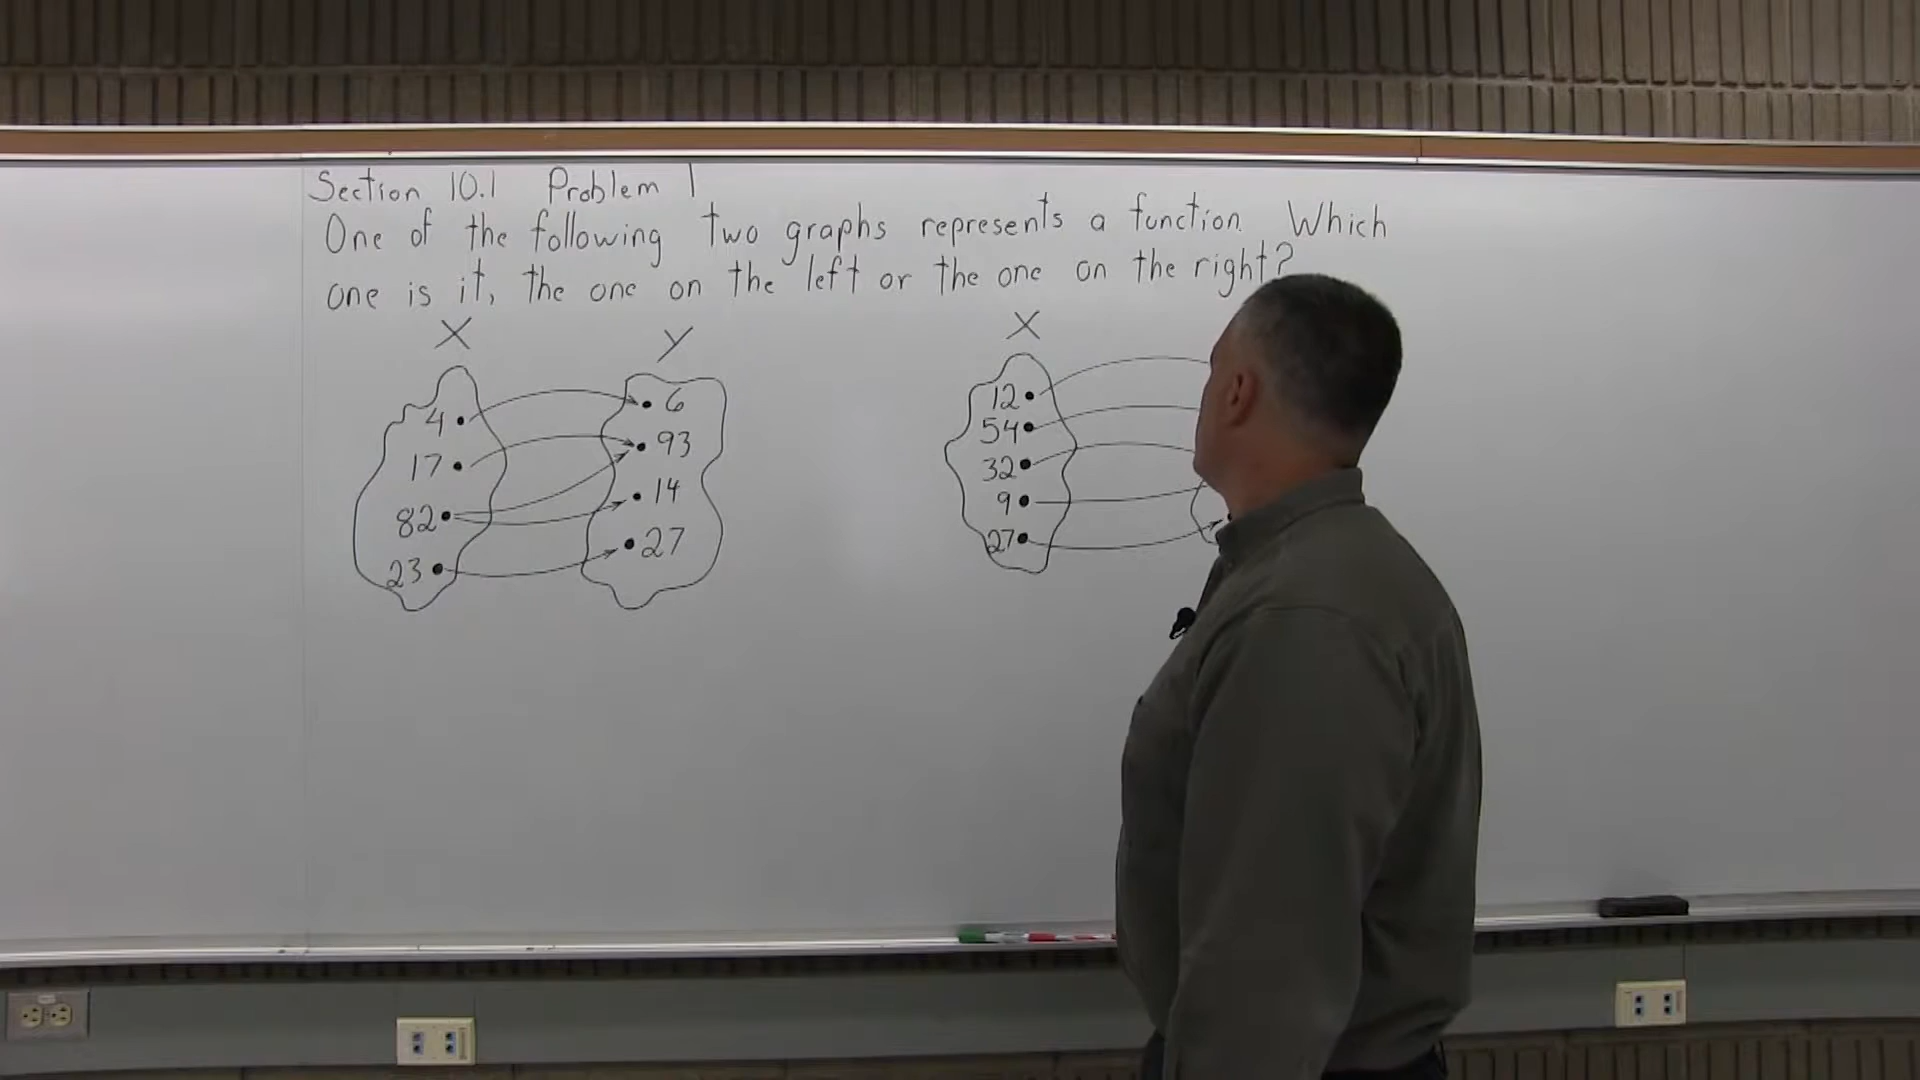 Section 10.1 Problem 1
One of the following two graphs represents a function. Which
one is it, the one on the left or the one on the right?
X
Y
4
17
82
23
6
93
14
27
X
12
54
32
9
27